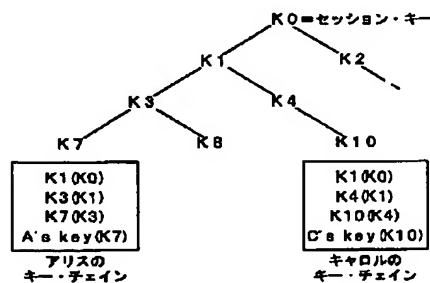 K0=セッション・キー
K1
K2
K3
K4
K7
K8
K10
K1(K0)
K3(K1)
K7(K3)
A's key(K7)
アリスの
キー・チェイン
K1(K0)
K4(K1)
K10(K4)
C's key(K10)
キャロルの
キー・チェイン